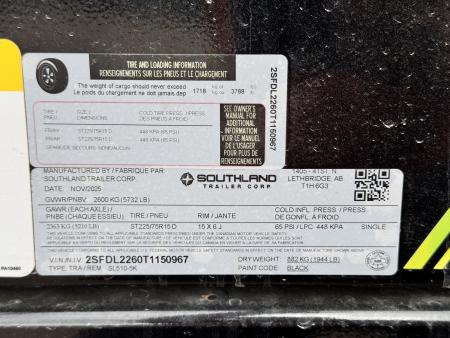 TIRE AND LOADING INFORMATION
RENSEIGNEMENTS SUR LES PNEUS ET LE CHARGEMENT
The weight of cargo should never exceed
Le poids du chargement ne doit jamais dep 1718 kg or 3788
TIRE / SIZE / COLD TIRE PRESS. / PRESS
PNEU DIMENSIONS DES PNEUS À FROID
ST225/75R15 D 448 KPA (65 PSI)
ST225/75R15 D 448 KPA (65 PSI)
SEE OWNER'S
MANUAL FOR
ADDITIONAL
INFORMATION
VOIR LE MANUEL
DE L'USAGER
POUR PLUS DE
RENSEIGNEMENTS
2SFDL2260T1150967
MANUFACTURED BY / FABRIQUE PAR:
SOUTHLAND TRAILER CORP.
DATE: NOV/2025
SOUTHLAND
TRAILER CORP
1405 - 41ST. N
LETHBRIDGE AB
T1H 6G3
GVWR/PNBV: 2600 KG (5732 LB)
GAWR (EACH AXLE) / COLD INFL. PRESS / PRESS
PNBE (CHAQUE ESSIEU) TIRE / PNEU RIM / JANTE DE GONFL A FROID
2363 KG (5210 LB) ST225/75R15 D 15 X 6 J 65 PSI / LPC 448 KPA SINGLE
V.I.N./N.I.V. 2SFDL2260T1150967 DRY WEIGHT: 882 KG (1944 LB)
TYPE: TRA / REM SL510-5K PAINT CODE: BLACK